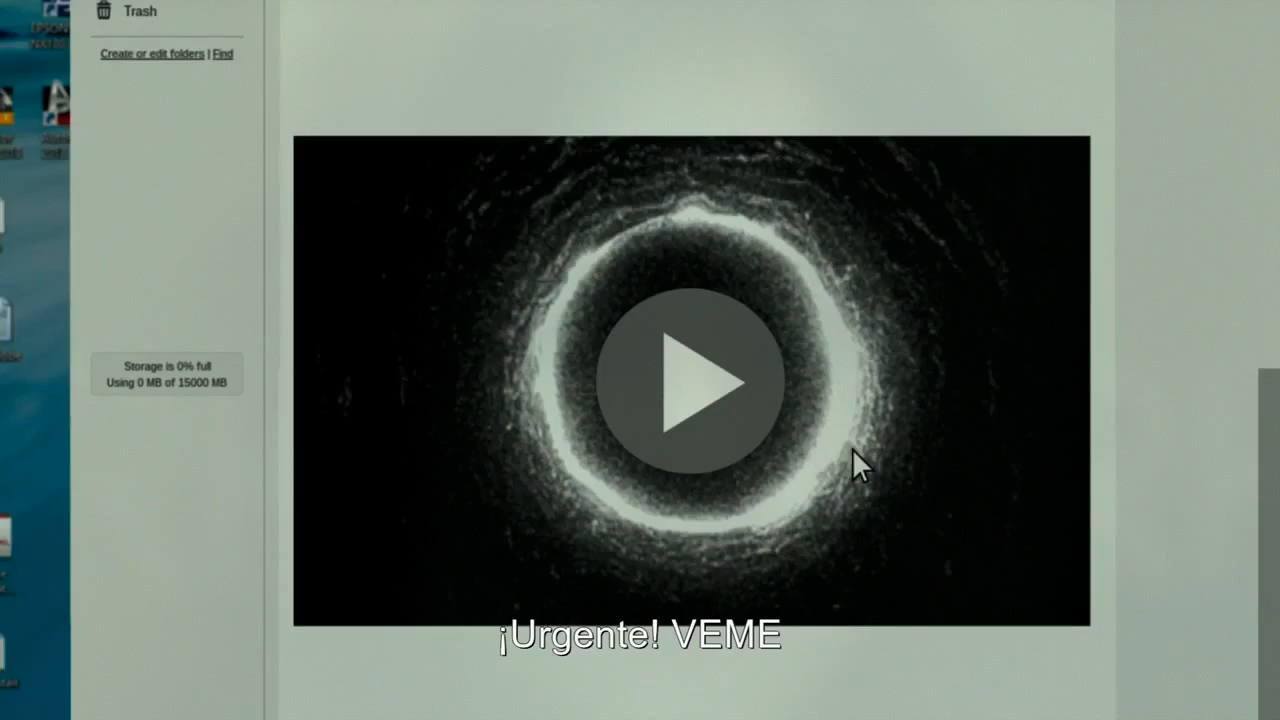 Trash
Create or edit folders | Find
Storage is 0% full
Using 0 MB of 15000 MB
¡Urgente! VEME